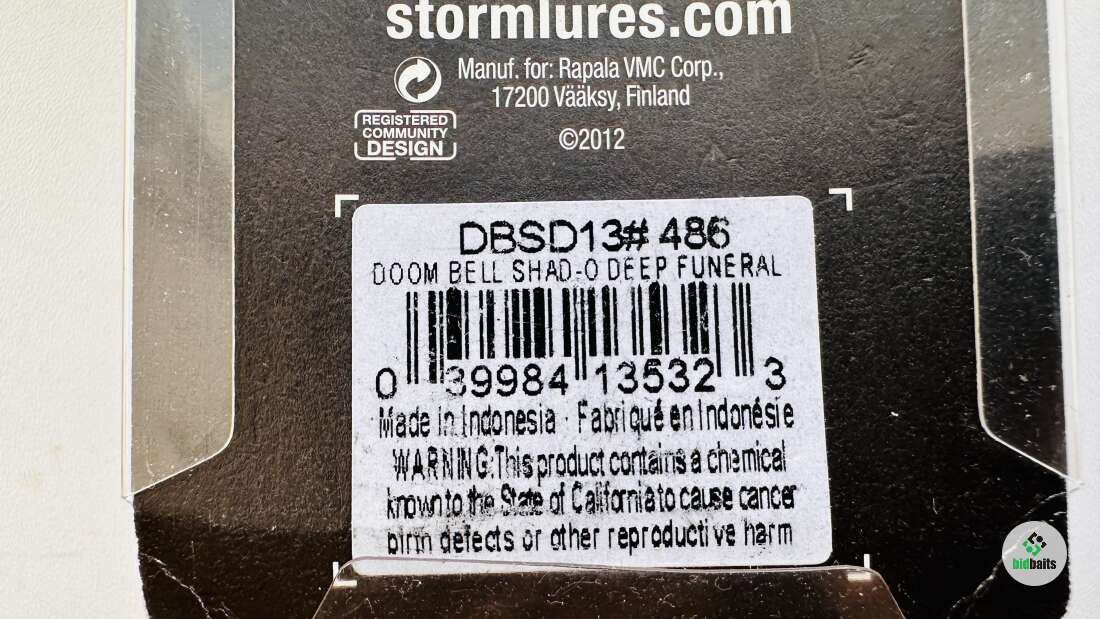 stormlures.com
Manuf. for: Rapala VMC Corp.,
17200 Vääksy, Finland
REGISTERED
COMMUNITY
DESIGN
©2012
DBSD13# 486
DOOM BELL SHAD-O DEEP FUNERAL
0 39984 13532 3
Made in Indonesia · Fabriqué en Indonésie
WARNING:This product contains a chemical
known to the State of California to cause cancer
birth defects or other reproductive harm
bidbaits